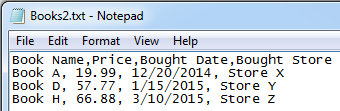 Books2.txt - Notepad
File Edit Format View Help
Book Name,Price,Bought Date,Bought Store
Book A, 19.99, 12/20/2014, Store X
Book D, 57.77, 1/15/2015, Store Y
Book H, 66.88, 3/10/2015, Store Z